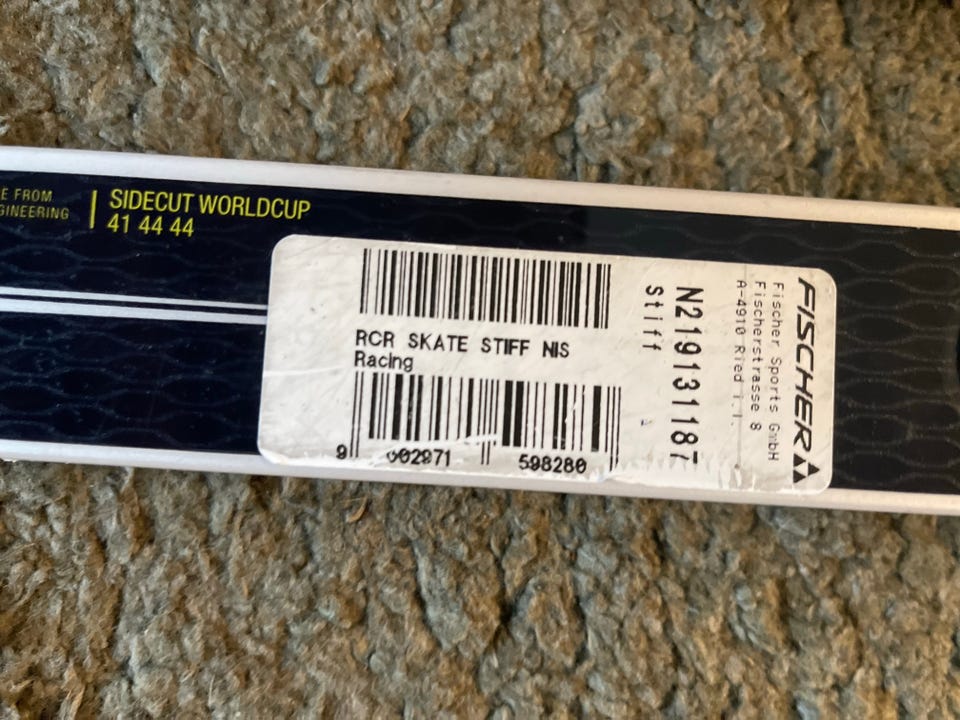 E FROM
GINEERING
SIDECUT WORLDCUP
41 44 44
RCR SKATE STIFF NIS
Racing
9 002971 598280
N219131187
stiff
FISCHER
Fischer Sports GmbH
Fischerstrasse 8
A-4910 Ried i.I.